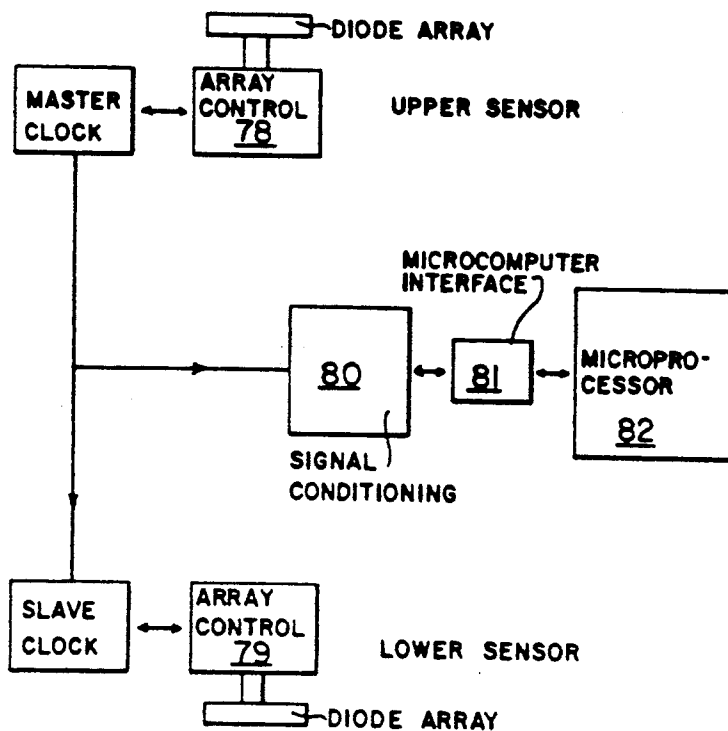 DIODE ARRAY
MASTER
CLOCK
ARRAY
CONTROL
78
UPPER SENSOR
MICROCOMPUTER
INTERFACE
80
81
MICROPRO-
CESSOR
82
SIGNAL
CONDITIONING
SLAVE
CLOCK
ARRAY
CONTROL
79
LOWER SENSOR
DIODE ARRAY